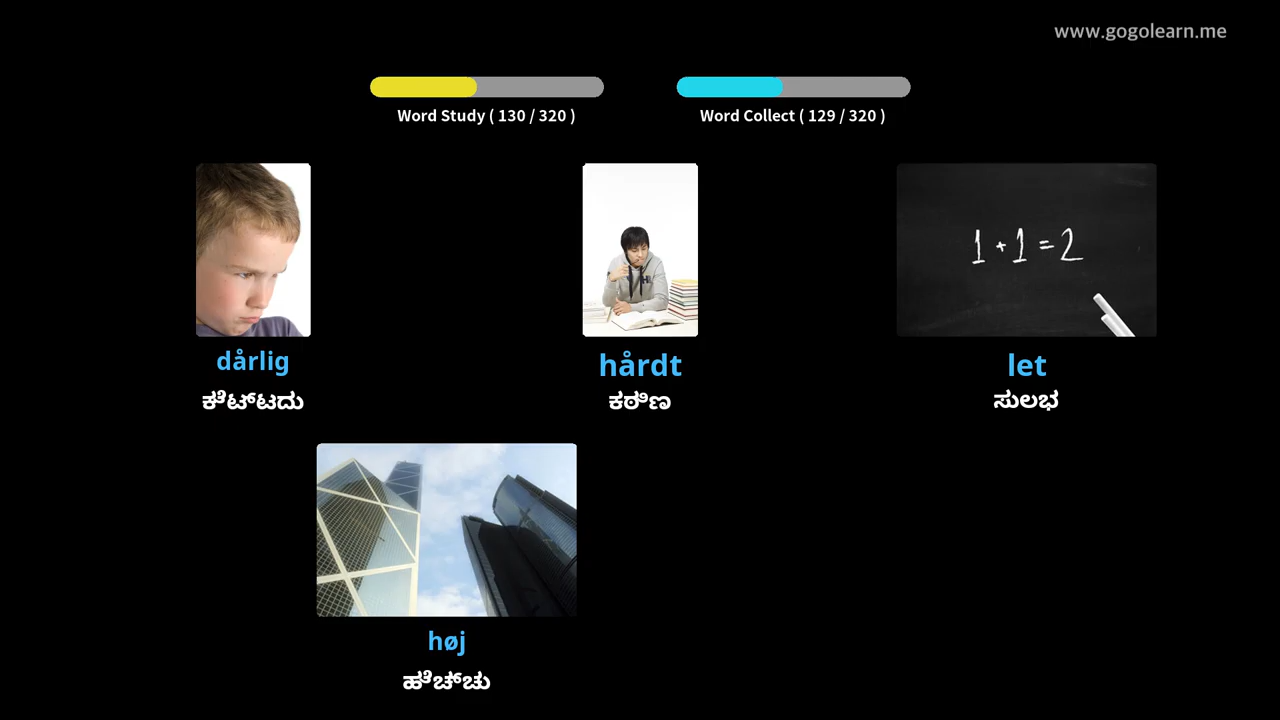 www.gogolearn.me
Word Study ( 130 / 320 )
Word Collect ( 129 / 320 )
dårlig
ಕೆಟ್ಟದು
hårdt
ಕಠಿಣ
1 + 1 = 2
let
ಸುಲಭ
høj
ಹೆಚ್ಚು